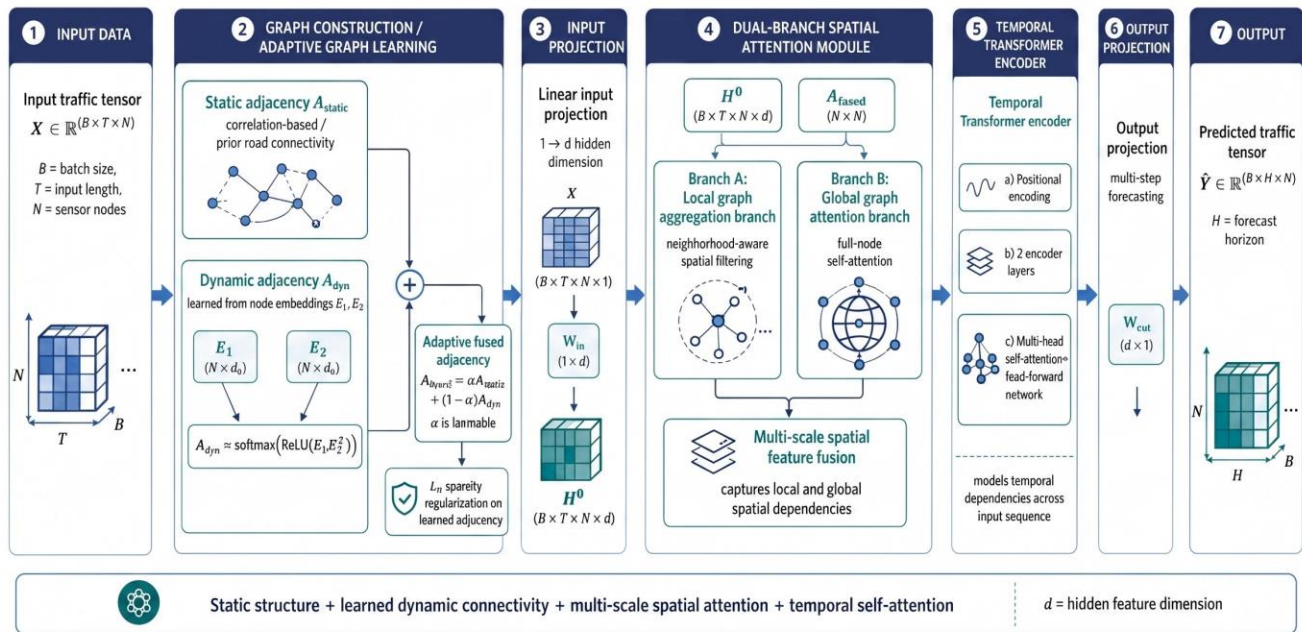 1 INPUT DATA
Input traffic tensor
X ∈ ℝ^(B × T × N)
B = batch size,
T = input length,
N = sensor nodes
N
T
B
...
2 GRAPH CONSTRUCTION /
ADAPTIVE GRAPH LEARNING
Static adjacency A_static
correlation-based /
prior road connectivity
Dynamic adjacency A_dyn
learned from node embeddings E_1, E_2
E_1
(N × d_0)
E_2
(N × d_0)
A_dyn ≈ softmax(ReLU(E_1,E_2^2))
+
Adaptive fused
adjacency
= αA
+ (1−α)A_dyn
α is lanmable
L_n spareity
regularization on
learned adjacency
3 INPUT
PROJECTION
Linear input
projection
1 → d hidden
dimension
X
(B × T × N × 1)
W_in
(1 × d)
H^0
(B × T × N × d)
4 DUAL-BRANCH SPATIAL
ATTENTION MODULE
H^0
(B × T × N × d)
A_fased
(N × N)
Branch A:
Local graph
aggregation branch
neighborhood-aware
spatial filtering
...
Branch B:
Global graph
attention branch
full-node
self-attention
Multi-scale spatial
feature fusion
captures local and global
spatial dependencies
5 TEMPORAL
TRANSFORMER
ENCODER
Temporal
Transformer encoder
a) Positional
encoding
b) 2 encoder
layers
c) Multi-head
self-attention+
fead-forward
network
models temporal
dependencies across
input sequence
6 OUTPUT
PROJECTION
Output
projection
multi-step
forecasting
W_cut
(d × 1)
7 OUTPUT
Predicted traffic
tensor
Ŷ ∈ ℝ^(B × H × N)
H = forecast
horizon
N
H
B
...
Static structure + learned dynamic connectivity + multi-scale spatial attention + temporal self-attention
d = hidden feature dimension